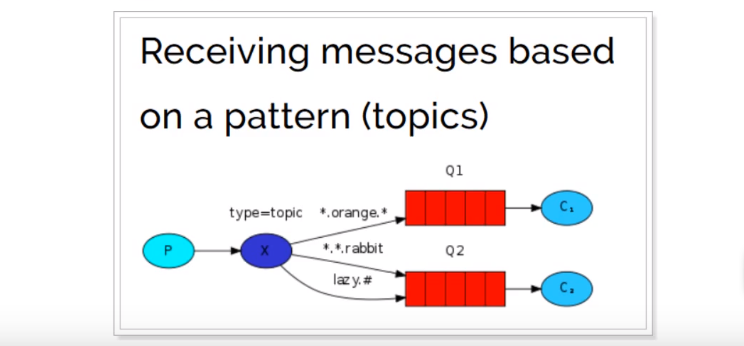 Receiving messages based
on a pattern (topics)
Q1
type=topic
*.orange.*
C₁
P
X
*.*.rabbit
Q2
lazy.#
C₂